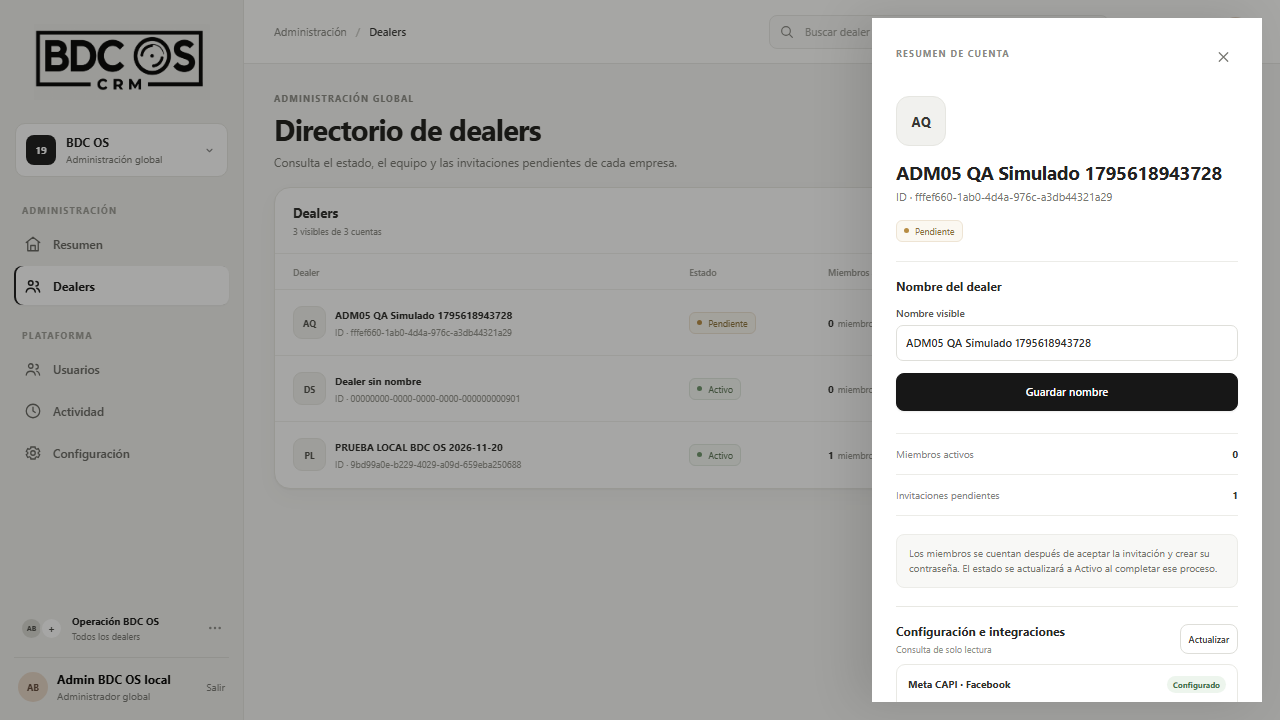 BDC OS
CRM
19
BDC OS
Administración global
ADMINISTRACIÓN
Resumen
Dealers
PLATAFORMA
Usuarios
Actividad
Configuración
AB
+
Operación BDC OS
Todos los dealers
AB
Admin BDC OS local
Administrador global
Salir
Administración / Dealers
Buscar dealer
ADMINISTRACIÓN GLOBAL
Directorio de dealers
Consulta el estado, el equipo y las invitaciones pendientes de cada empresa.
Dealers
3 visibles de 3 cuentas
Dealer Estado Miembros
AQ
ADM05 QA Simulado 1795618943728
ID · fffef660-1ab0-4d4a-976c-a3db44321a29
Pendiente
0 miembro
DS
Dealer sin nombre
ID · 00000000-0000-0000-0000-000000000901
Activo
0 miembro
PL
PRUEBA LOCAL BDC OS 2026-11-20
ID · 9bd99a0e-b229-4029-a09d-659eba250688
Activo
1 miembro
RESUMEN DE CUENTA
AQ
ADM05 QA Simulado 1795618943728
ID · fffef660-1ab0-4d4a-976c-a3db44321a29
Pendiente
Nombre del dealer
Nombre visible
ADM05 QA Simulado 1795618943728
Guardar nombre
Miembros activos 0
Invitaciones pendientes 1
Los miembros se cuentan después de aceptar la invitación y crear su
contraseña. El estado se actualizará a Activo al completar ese proceso.
Configuración e integraciones
Consulta de solo lectura
Actualizar
Meta CAPI · Facebook
Configurado